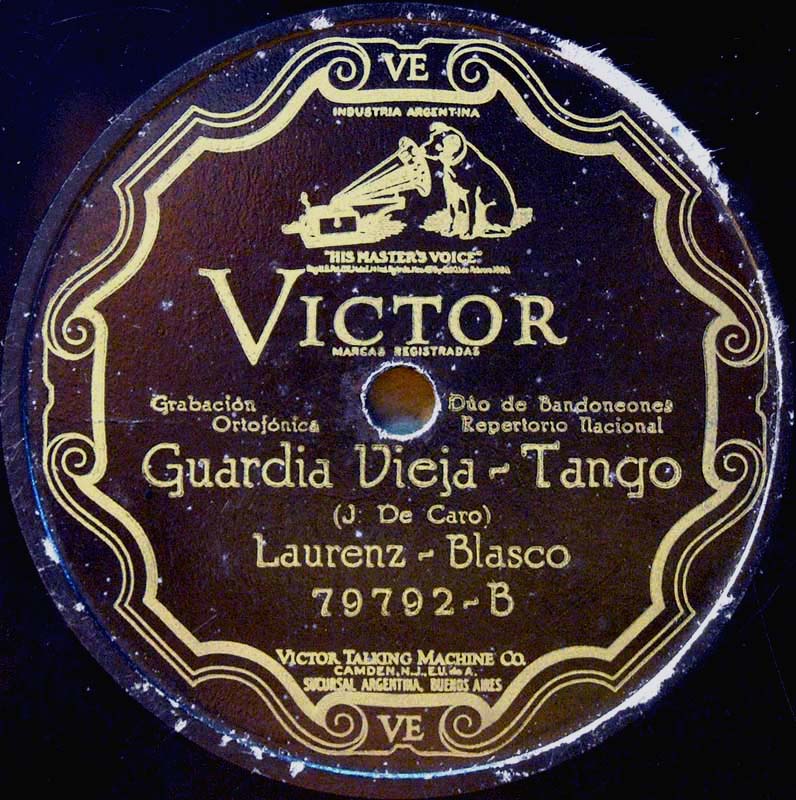 VE
INDUSTRIA ARGENTINA
"HIS MASTER'S VOICE"
VICTOR
MARCAS REGISTRADAS
Grabación Dúo de Bandoneones
Ortofónica Repertorio Nacional
Guardia Vieja - Tango
(J. De Caro)
Laurenz - Blasco
79792-B
VICTOR TALKING MACHINE CO.
CAMDEN, N.J., E.U. de A.
SUCURSAL ARGENTINA, BUENOS AIRES
VE